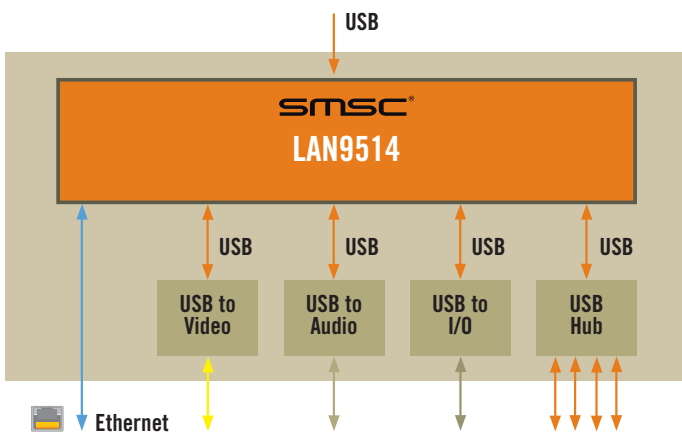 USB
SMSC®
LAN9514
USB
USB
USB
USB
USB to
Video
USB to
Audio
USB to
I/O
USB
Hub
Ethernet